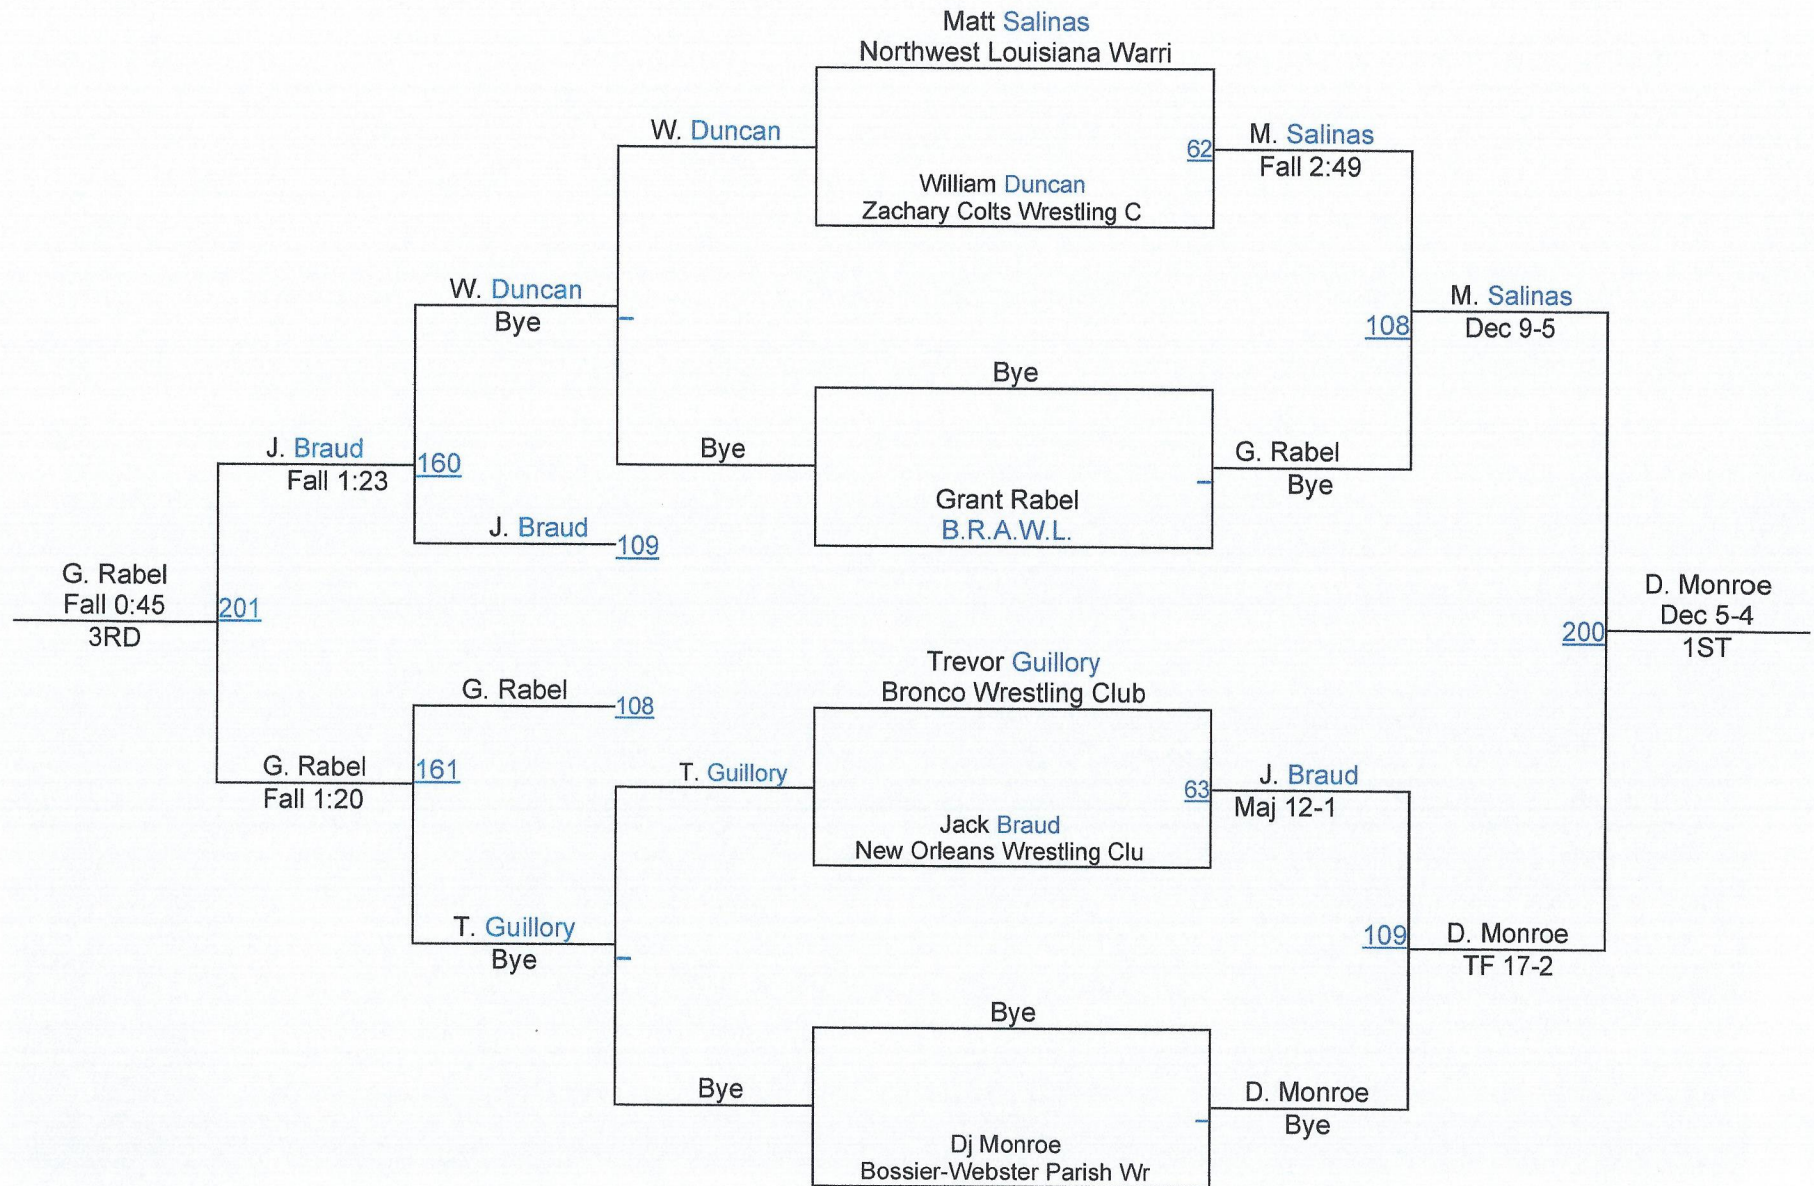 Matt Salinas
Northwest Louisiana Warri
W. Duncan
62
M. Salinas
Fall 2:49
William Duncan
Zachary Colts Wrestling C
W. Duncan
Bye
108
M. Salinas
Dec 9-5
Bye
J. Braud
Fall 1:23
160
Bye
G. Rabel
Bye
Grant Rabel
B.R.A.W.L.
J. Braud
109
G. Rabel
Fall 0:45
3RD
201
D. Monroe
Dec 5-4
1ST
200
Trevor Guillory
Bronco Wrestling Club
G. Rabel
108
G. Rabel
Fall 1:20
161
T. Guillory
63
J. Braud
Maj 12-1
Jack Braud
New Orleans Wrestling Clu
T. Guillory
Bye
109
D. Monroe
TF 17-2
Bye
Bye
D. Monroe
Bye
Dj Monroe
Bossier-Webster Parish Wr